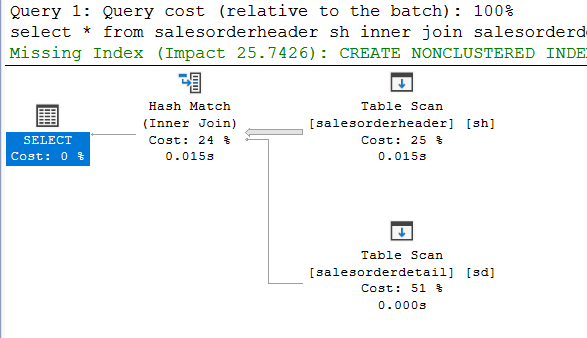 Query 1: Query cost (relative to the batch): 100%
select * from salesorderheader sh inner join salesorderd
Missing Index (Impact 25.7426): CREATE NONCLUSTERED INDE
Hash Match
(Inner Join)
Cost: 24 %
0.015s
Table Scan
[salesorderheader] [sh]
Cost: 25 %
0.015s
SELECT
Cost: 0 %
Table Scan
[salesorderdetail] [sd]
Cost: 51 %
0.000s